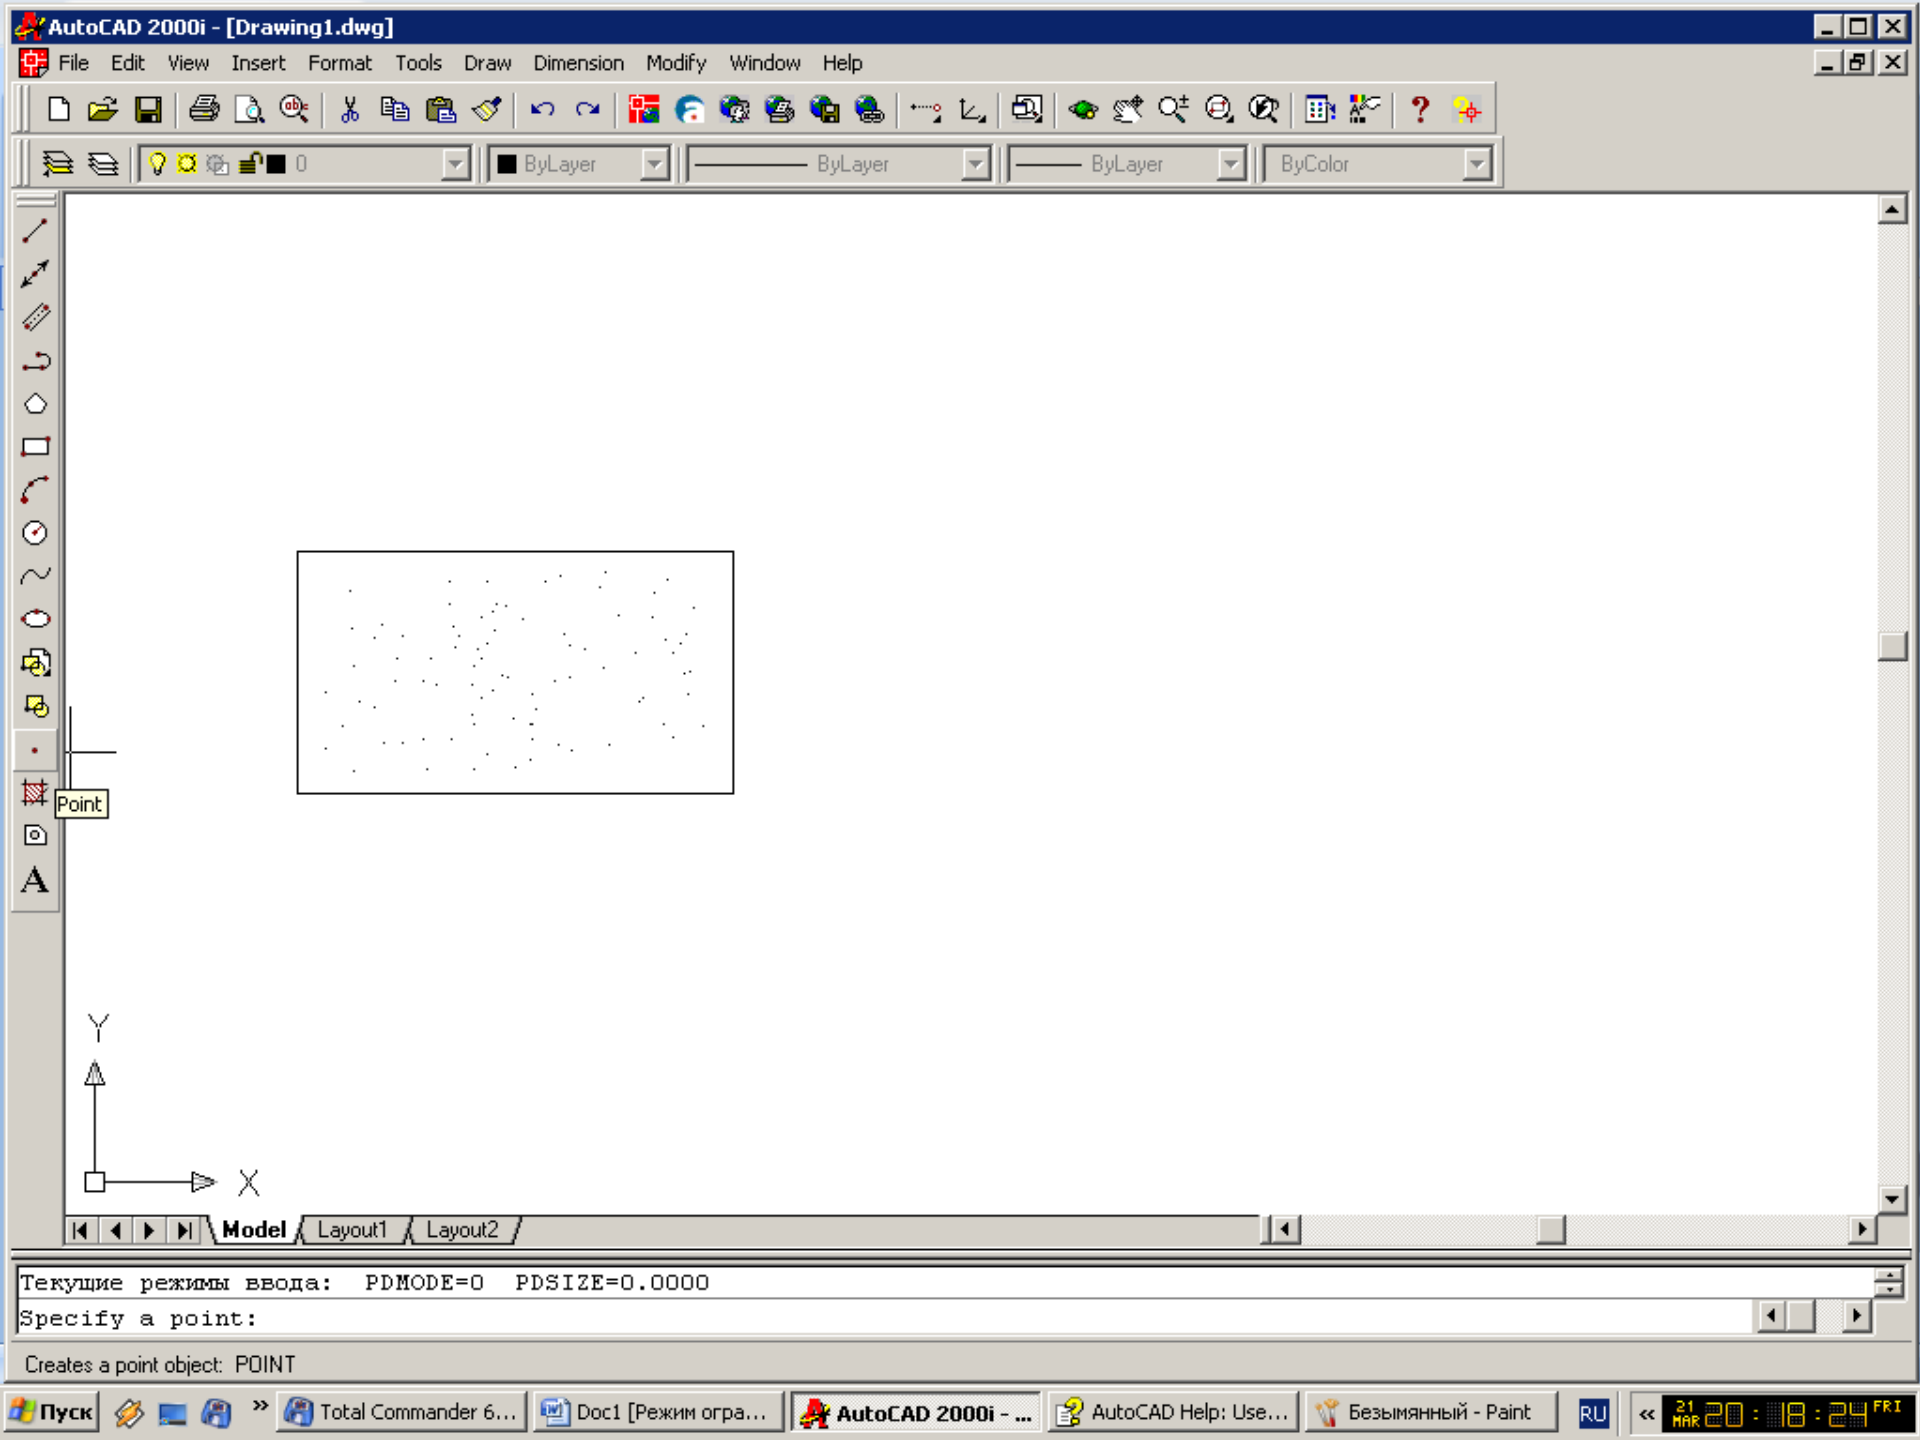 AutoCAD 2000i - [Drawing1.dwg]
File Edit View Insert Format Tools Draw Dimension Modify Window Help
0 ByLayer ByLayer ByLayer ByColor
Point
A
Y
X
Model Layout1 Layout2
Текущие режимы ввода: PDMODE=0 PDSIZE=0.0000
Specify a point:
Creates a point object: POINT
Пуск » Total Commander 6... Doc1 [Режим огра... AutoCAD 2000i - ... AutoCAD Help: Use... Безымянный - Paint RU « 21 MAR 20:18:24 FRI